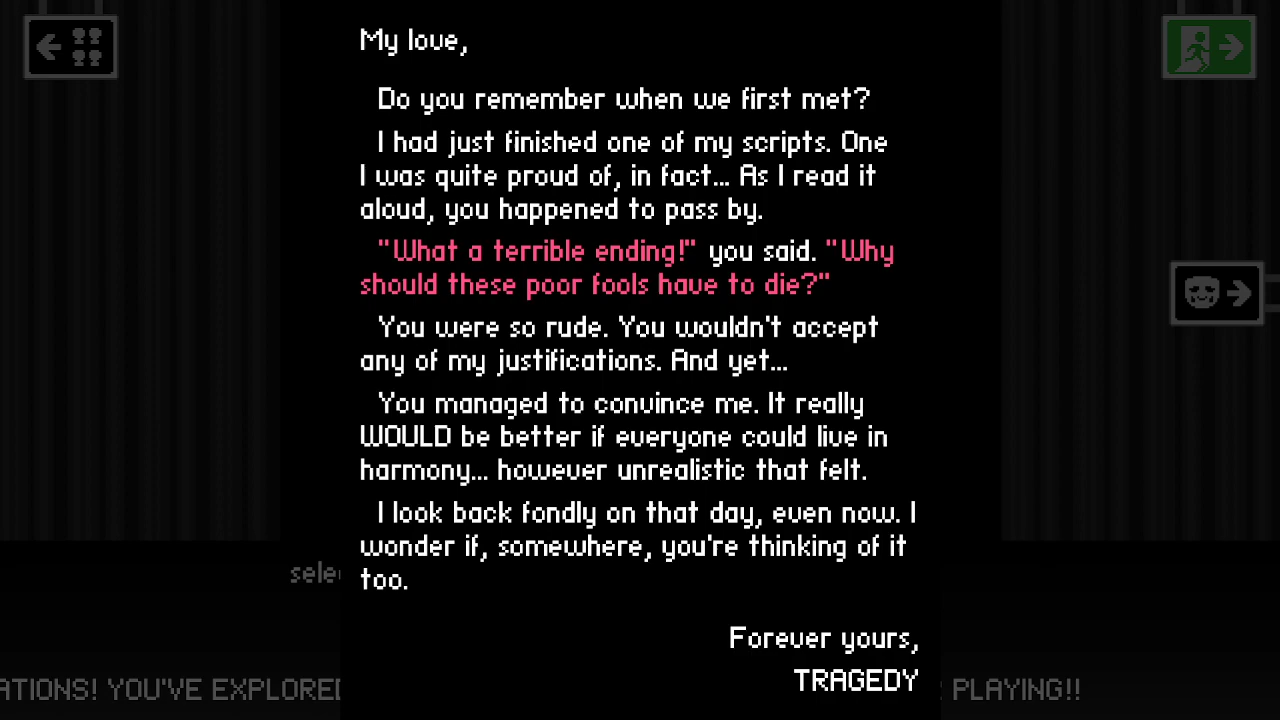 My love,
Do you remember when we first met?
I had just finished one of my scripts. One
I was quite proud of, in fact... As I read it
aloud, you happened to pass by.
"What a terrible ending!" you said. "Why
should these poor fools have to die?"
You were so rude. You wouldn't accept
any of my justifications. And yet...
You managed to convince me. It really
WOULD be better if everyone could live in
harmony... however unrealistic that felt.
I look back fondly on that day, even now. I
wonder if, somewhere, you're thinking of it
too.
Forever yours,
TRAGEDY
ATIONS! YOU'VE EXPLORED PLAYING!!